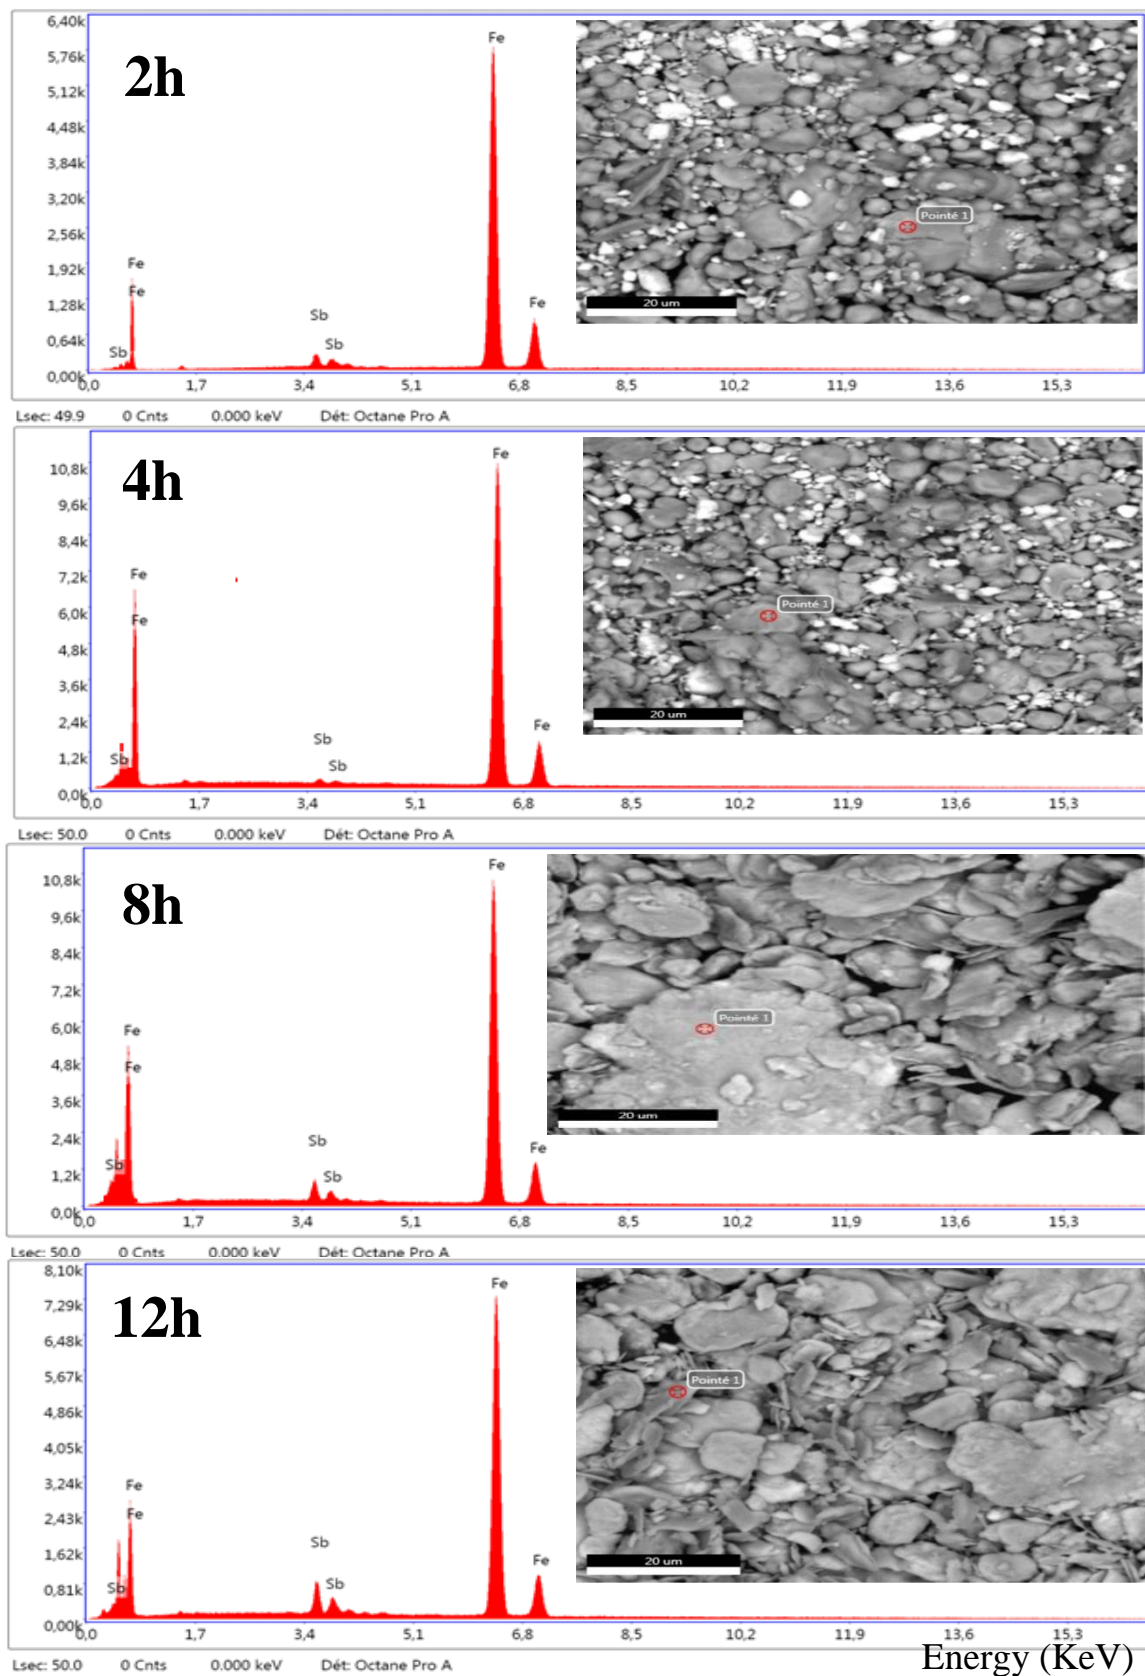 6,40k
5,76k
5,12k
4,48k
3,84k
3,20k
2,56k
1,92k
1,28k
0,64k
0,00k
2h
Fe
Fe
Fe
Sb
Sb
Sb
Fe
Pointé 1
20 um
0,0 1,7 3,4 5,1 6,8 8,5 10,2 11,9 13,6 15,3
Lsec: 49.9 0 Cnts 0.000 keV Dét: Octane Pro A
10,8k
9,6k
8,4k
7,2k
6,0k
4,8k
3,6k
2,4k
1,2k
0,0k
4h
Fe
Fe
Fe
Sb
Sb
Sb
Fe
Pointé 1
20 um
0,0 1,7 3,4 5,1 6,8 8,5 10,2 11,9 13,6 15,3
Lsec: 50.0 0 Cnts 0.000 keV Dét: Octane Pro A
10,8k
9,6k
8,4k
7,2k
6,0k
4,8k
3,6k
2,4k
1,2k
0,0k
8h
Fe
Fe
Fe
Sb
Sb
Sb
Fe
Pointé 1
20 um
0,0 1,7 3,4 5,1 6,8 8,5 10,2 11,9 13,6 15,3
Lsec: 50.0 0 Cnts 0.000 keV Dét: Octane Pro A
8,10k
7,29k
6,48k
5,67k
4,86k
4,05k
3,24k
2,43k
1,62k
0,81k
0,00k
12h
Fe
Fe
Fe
Sb
Sb
Sb
Fe
Pointé 1
20 um
0,0 1,7 3,4 5,1 6,8 8,5 10,2 11,9 13,6 15,3
Energy (KeV)
Lsec: 50.0 0 Cnts 0.000 keV Dét: Octane Pro A